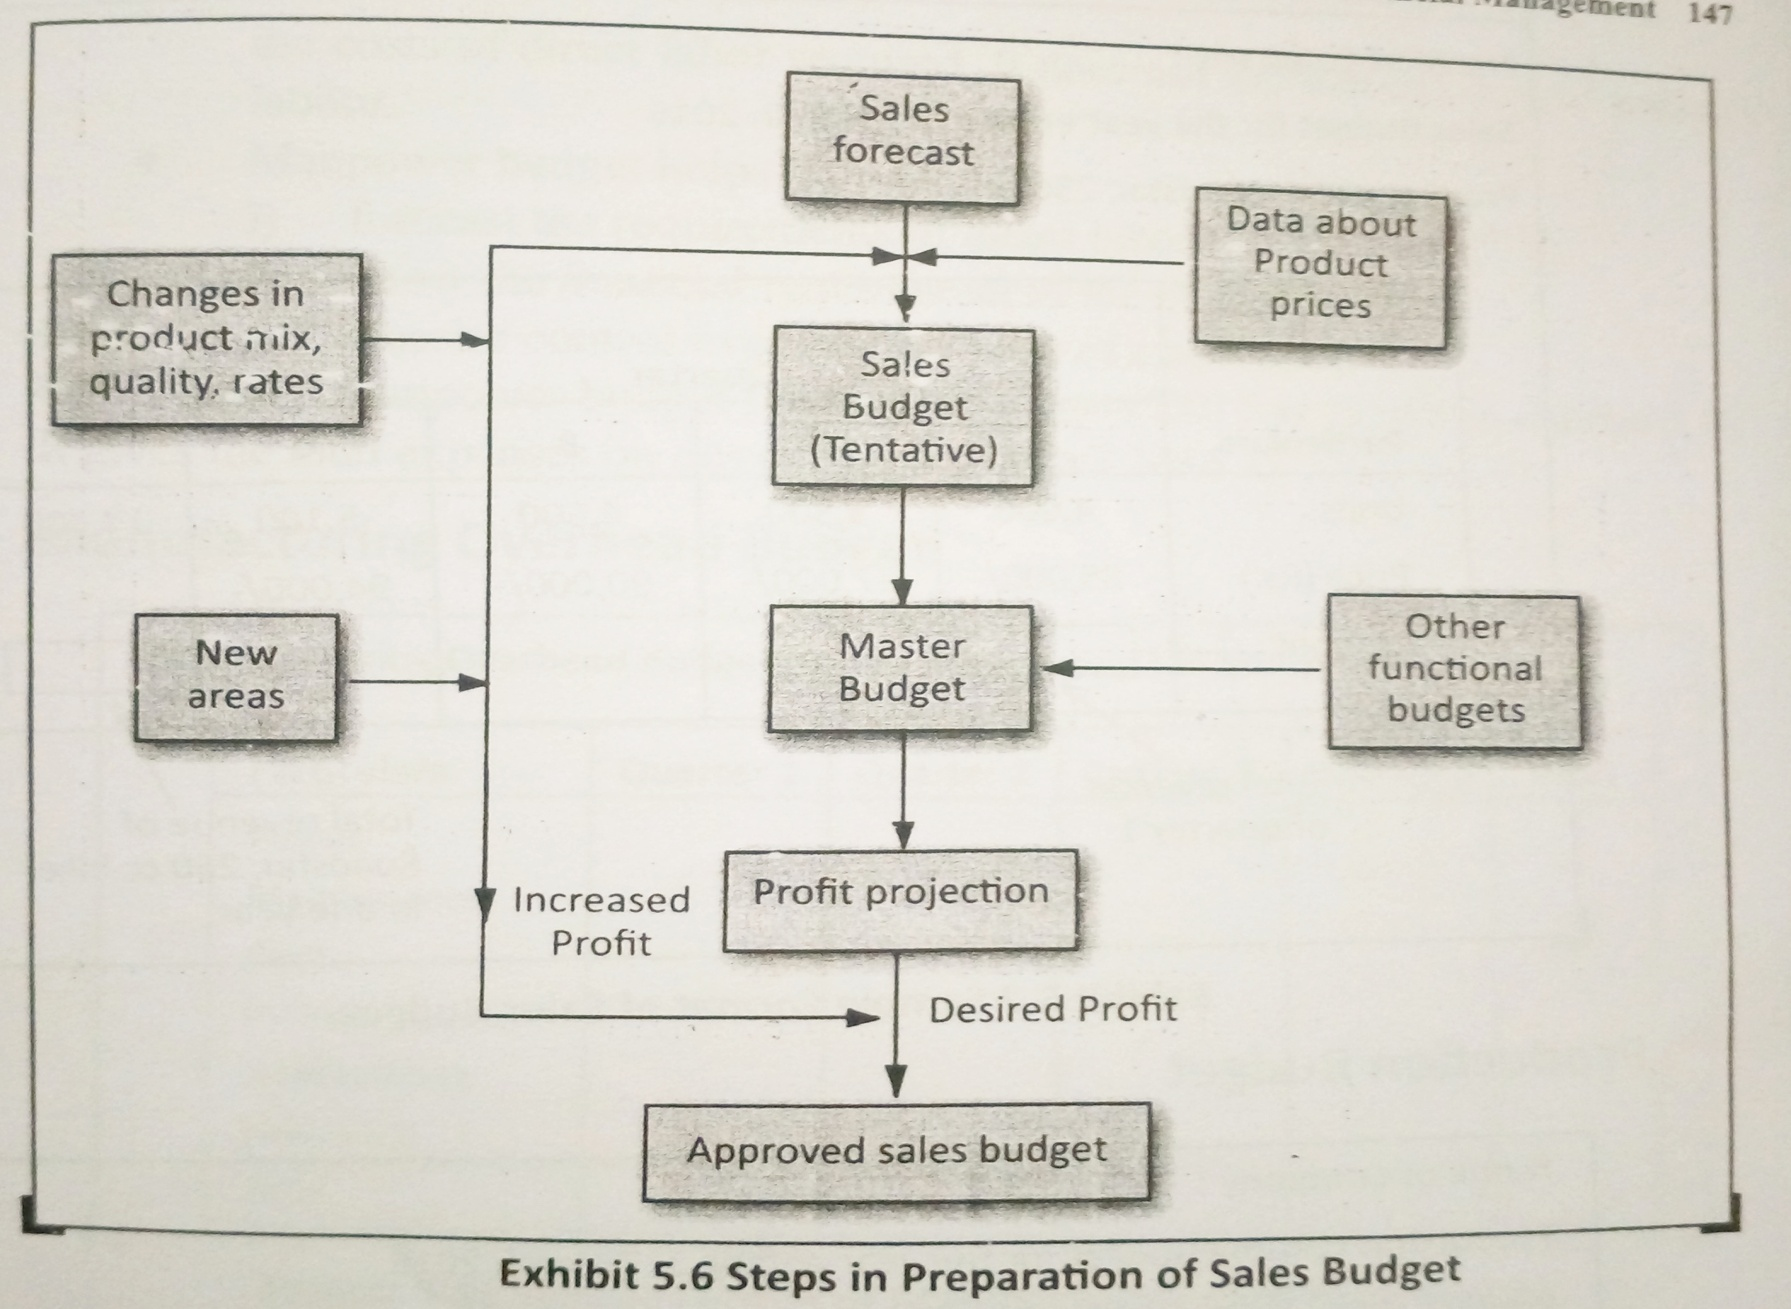 Management 147
Sales
forecast
Data about
Product
prices
Changes in
product mix,
quality, rates
Sales
Budget
(Tentative)
New
areas
Master
Budget
Other
functional
budgets
Increased
Profit
Profit projection
Desired Profit
Approved sales budget
Exhibit 5.6 Steps in Preparation of Sales Budget